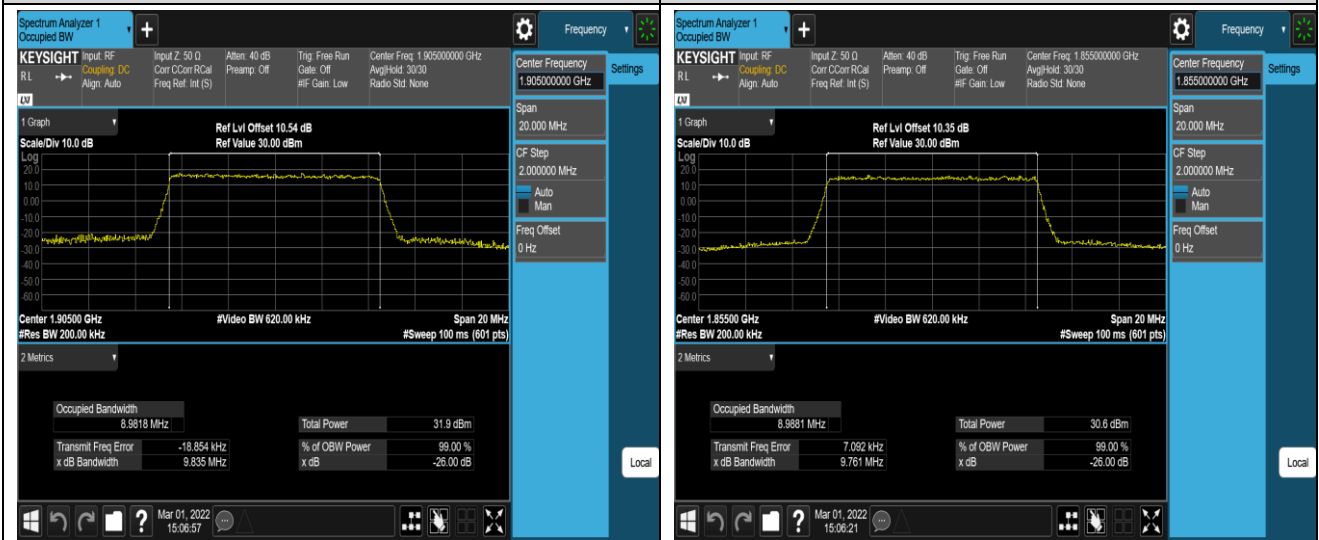 Spectrum Analyzer 1
Occupied BW
+
Frequency
KEYSIGHT
RL
LXI
Input: RF
Coupling: DC
Align: Auto
Input Z: 50 Ω
Corr CCorr RCal
Freq Ref: Int (S)
Atten: 40 dB
Preamp: Off
Trig: Free Run
Gate: Off
#IF Gain: Low
Center Freq: 1.905000000 GHz
Avg|Hold: 30/30
Radio Std: None
Center Frequency
1.905000000 GHz
Settings
Span
20.000 MHz
CF Step
2.000000 MHz
Auto
Man
Freq Offset
0 Hz
Local
1 Graph
Scale/Div 10.0 dB
Ref Lvl Offset 10.54 dB
Ref Value 30.00 dBm
Log
20.0
10.0
0.00
-10.0
-20.0
-30.0
-40.0
-50.0
-60.0
Center 1.90500 GHz
#Res BW 200.00 kHz
#Video BW 620.00 kHz
Span 20 MHz
#Sweep 100 ms (601 pts)
2 Metrics
Occupied Bandwidth
8.9818 MHz
Total Power 31.9 dBm
Transmit Freq Error -18.854 kHz
% of OBW Power 99.00 %
x dB Bandwidth 9.835 MHz
x dB -26.00 dB
?
Mar 01, 2022
15:06:57
Spectrum Analyzer 1
Occupied BW
+
Frequency
KEYSIGHT
RL
LXI
Input: RF
Coupling: DC
Align: Auto
Input Z: 50 Ω
Corr CCorr RCal
Freq Ref: Int (S)
Atten: 40 dB
Preamp: Off
Trig: Free Run
Gate: Off
#IF Gain: Low
Center Freq: 1.855000000 GHz
Avg|Hold: 30/30
Radio Std: None
Center Frequency
1.855000000 GHz
Settings
Span
20.000 MHz
CF Step
2.000000 MHz
Auto
Man
Freq Offset
0 Hz
Local
1 Graph
Scale/Div 10.0 dB
Ref Lvl Offset 10.35 dB
Ref Value 30.00 dBm
Log
20.0
10.0
0.00
-10.0
-20.0
-30.0
-40.0
-50.0
-60.0
Center 1.85500 GHz
#Res BW 200.00 kHz
#Video BW 620.00 kHz
Span 20 MHz
#Sweep 100 ms (601 pts)
2 Metrics
Occupied Bandwidth
8.9881 MHz
Total Power 30.6 dBm
Transmit Freq Error 7.092 kHz
% of OBW Power 99.00 %
x dB Bandwidth 9.761 MHz
x dB -26.00 dB
?
Mar 01, 2022
15:06:21